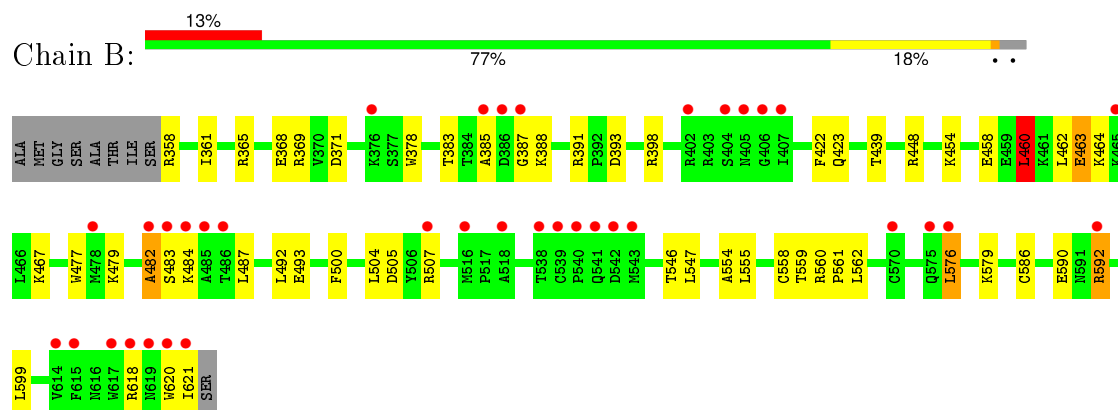 13%
Chain B:
77% 18% • •
ALA MET GLY SER ALA THR ILE SER R358 I361 R365 E368 R369 V370 D371 K376 S377 W378 T383 T384 A385 D386 G387 K388 R391 P392 D393 R398 R402 R403 S404 N405 G406 I407 F422 Q423 T439 R448 K454 E458 E459 L460 K461 L462 E463 K464 K465
L466 K467 W477 M478 K479 A482 S483 K484 A485 T486 L487 L492 E493 F500 L504 D505 Y506 R507 M516 P517 A518 T538 C539 P540 Q541 D542 M543 T546 L547 A554 L555 C558 T559 R560 P561 L562 C570 Q575 L576 K579 C586 E590 N591 R592
L599 V614 F615 N616 W617 R618 N619 W620 I621 SER